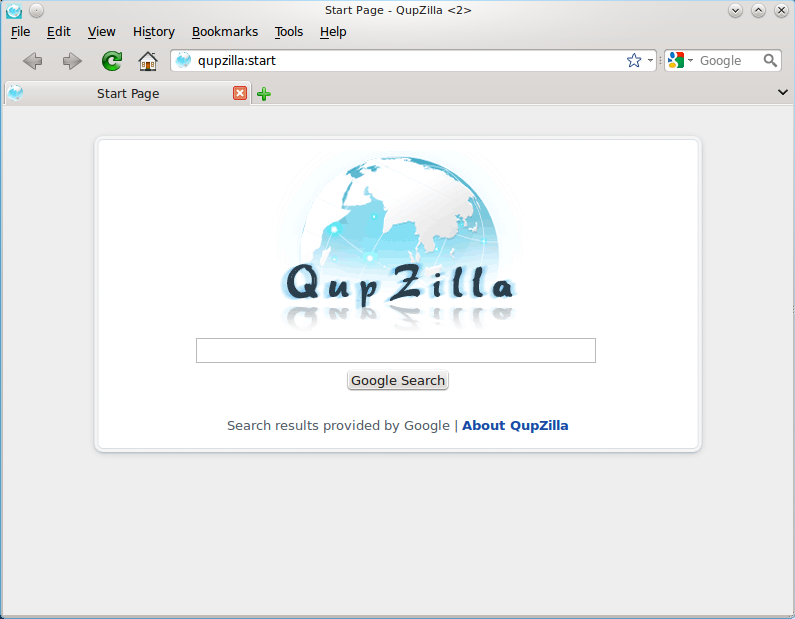 Start Page - QupZilla <2>
File Edit View History Bookmarks Tools Help
qupzilla:start Google
Start Page
QupZilla
Google Search
Search results provided by Google | About QupZilla